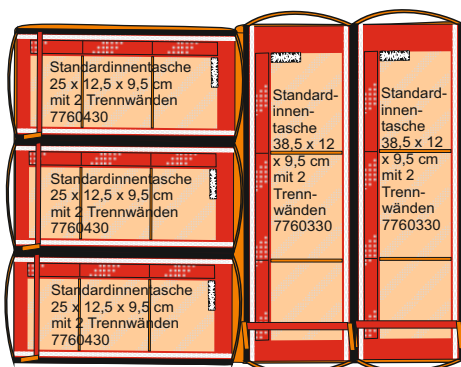 Standardinnentasche
25 x 12,5 x 9,5 cm
mit 2 Trennwänden
7760430
Standardinnentasche
25 x 12,5 x 9,5 cm
mit 2 Trennwänden
7760430
Standardinnentasche
25 x 12,5 x 9,5 cm
mit 2 Trennwänden
7760430
Standard-
innen-
tasche
38,5 x 12
x 9,5 cm
mit 2
Trenn-
wänden
7760330
Standard-
innen-
tasche
38,5 x 12
x 9,5 cm
mit 2
Trenn-
wänden
7760330